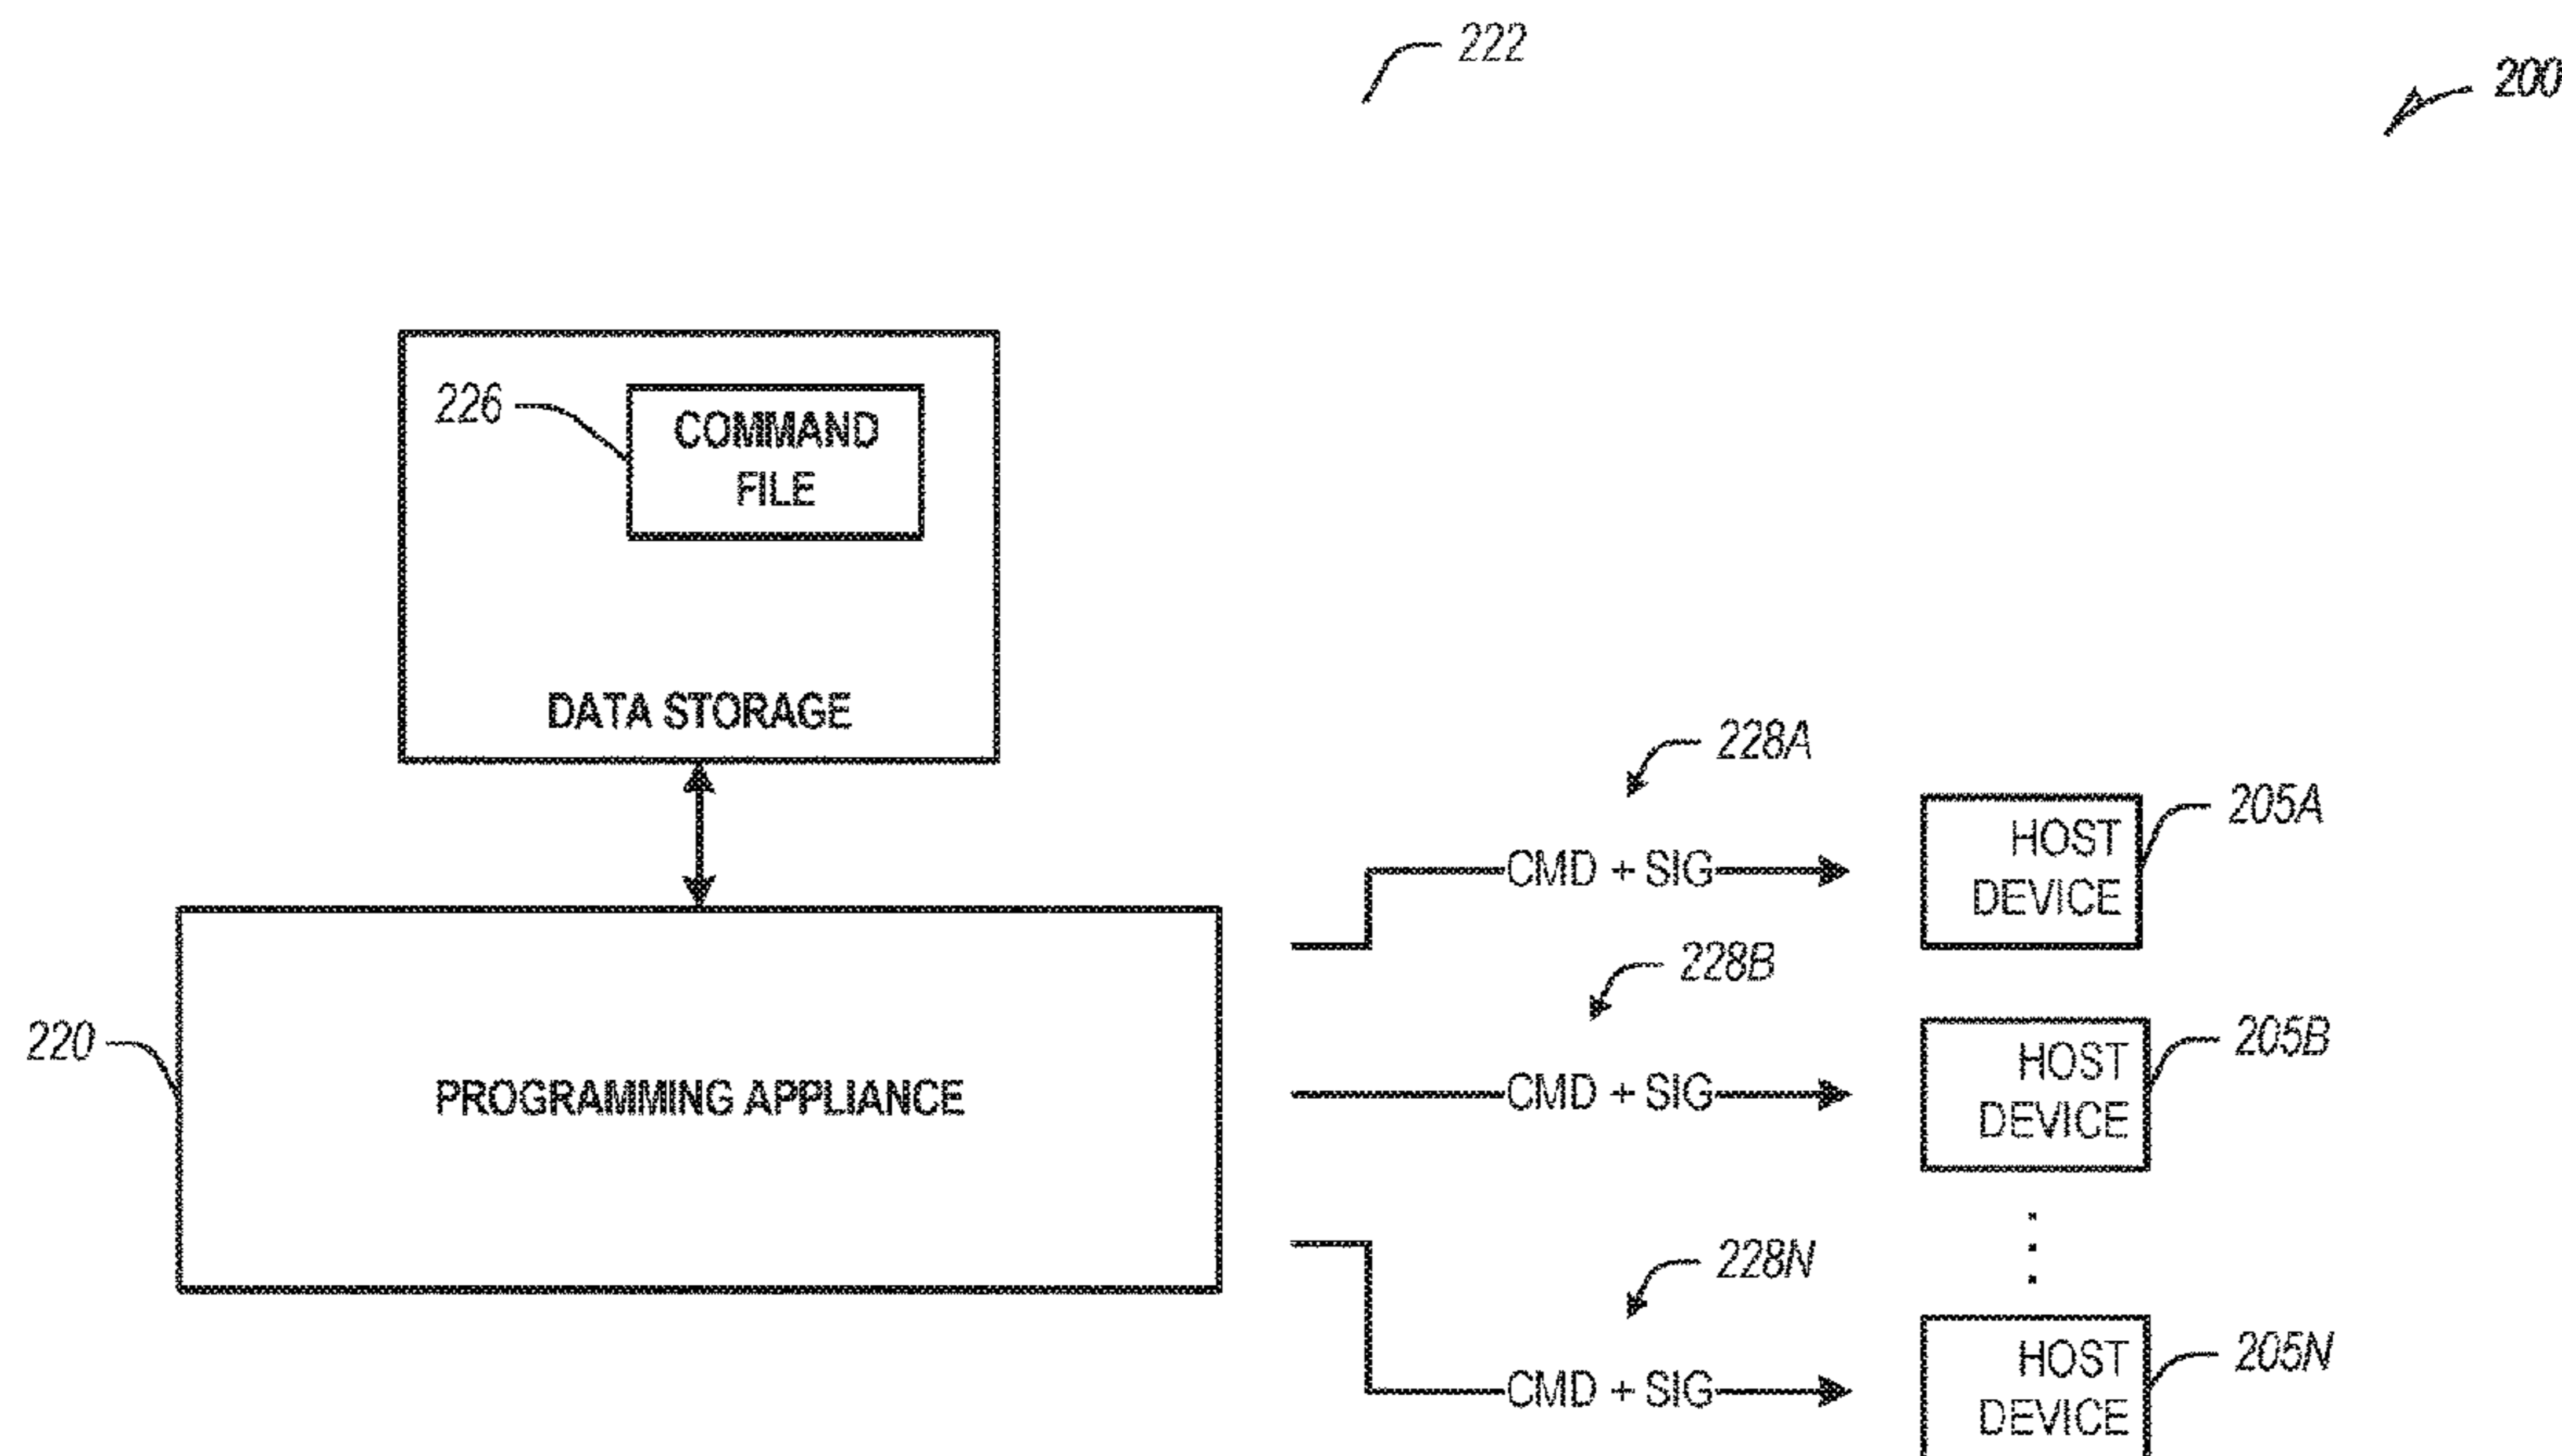 222
200
226
COMMAND
FILE
DATA STORAGE
228A
205A
HOST
DEVICE
CMD + SIG
228B
220
PROGRAMMING APPLIANCE
205B
HOST
DEVICE
CMD + SIG
228N
205N
HOST
DEVICE
CMD + SIG